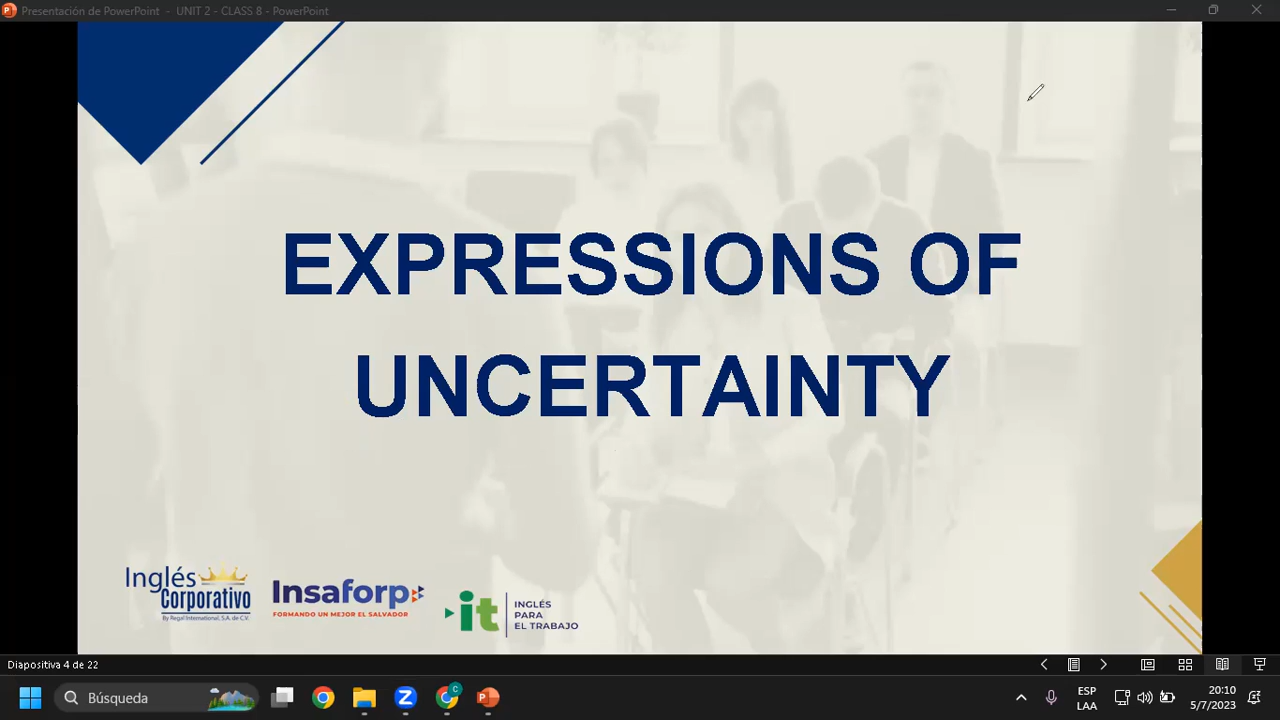 Presentación de PowerPoint - UNIT 2 - CLASS 8 - PowerPoint
EXPRESSIONS OF
UNCERTAINTY
Inglés
Corporativo
By Regal International, S.A. de C.V.
Insaforp
FORMANDO UN MEJOR EL SALVADOR
it
INGLÉS
PARA
EL TRABAJO
Diapositiva 4 de 22
Búsqueda
ESP
LAA
20:10
5/7/2023